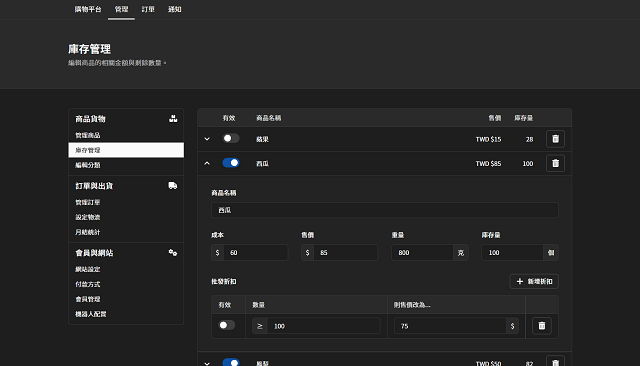 購物平台 管理 訂單 通知
庫存管理
編輯商品的相關金額與剩餘數量。
商品貨物
管理商品
庫存管理
編輯分類
訂單與出貨
管理訂單
設定物流
月結統計
會員與網站
網站設定
付款方式
會員管理
機器人配置
有效 商品名稱 售價 庫存量
蘋果 TWD $15 28
西瓜 TWD $85 100
商品名稱
西瓜
成本 售價 重量 庫存量
$ 60 $ 85 800 克 100 個
批發折扣 + 新增折扣
有效 數量 則售價改為...
≥ 100 75 $
TWD $50 82